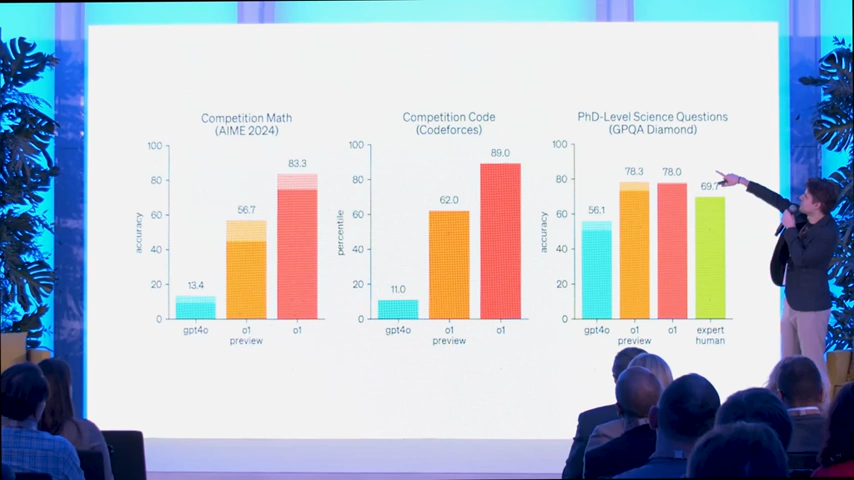 Competition Math
(AIME 2024)
100
80
60
40
20
0
accuracy
13.4
56.7
83.3
gpt4o
o1
preview
o1
Competition Code
(Codeforces)
100
80
60
40
20
0
percentile
11.0
62.0
89.0
gpt4o
o1
preview
o1
PhD-Level Science Questions
(GPQA Diamond)
100
80
60
40
20
0
accuracy
56.1
78.3
78.0
69.7
gpt4o
o1
preview
o1
expert
human